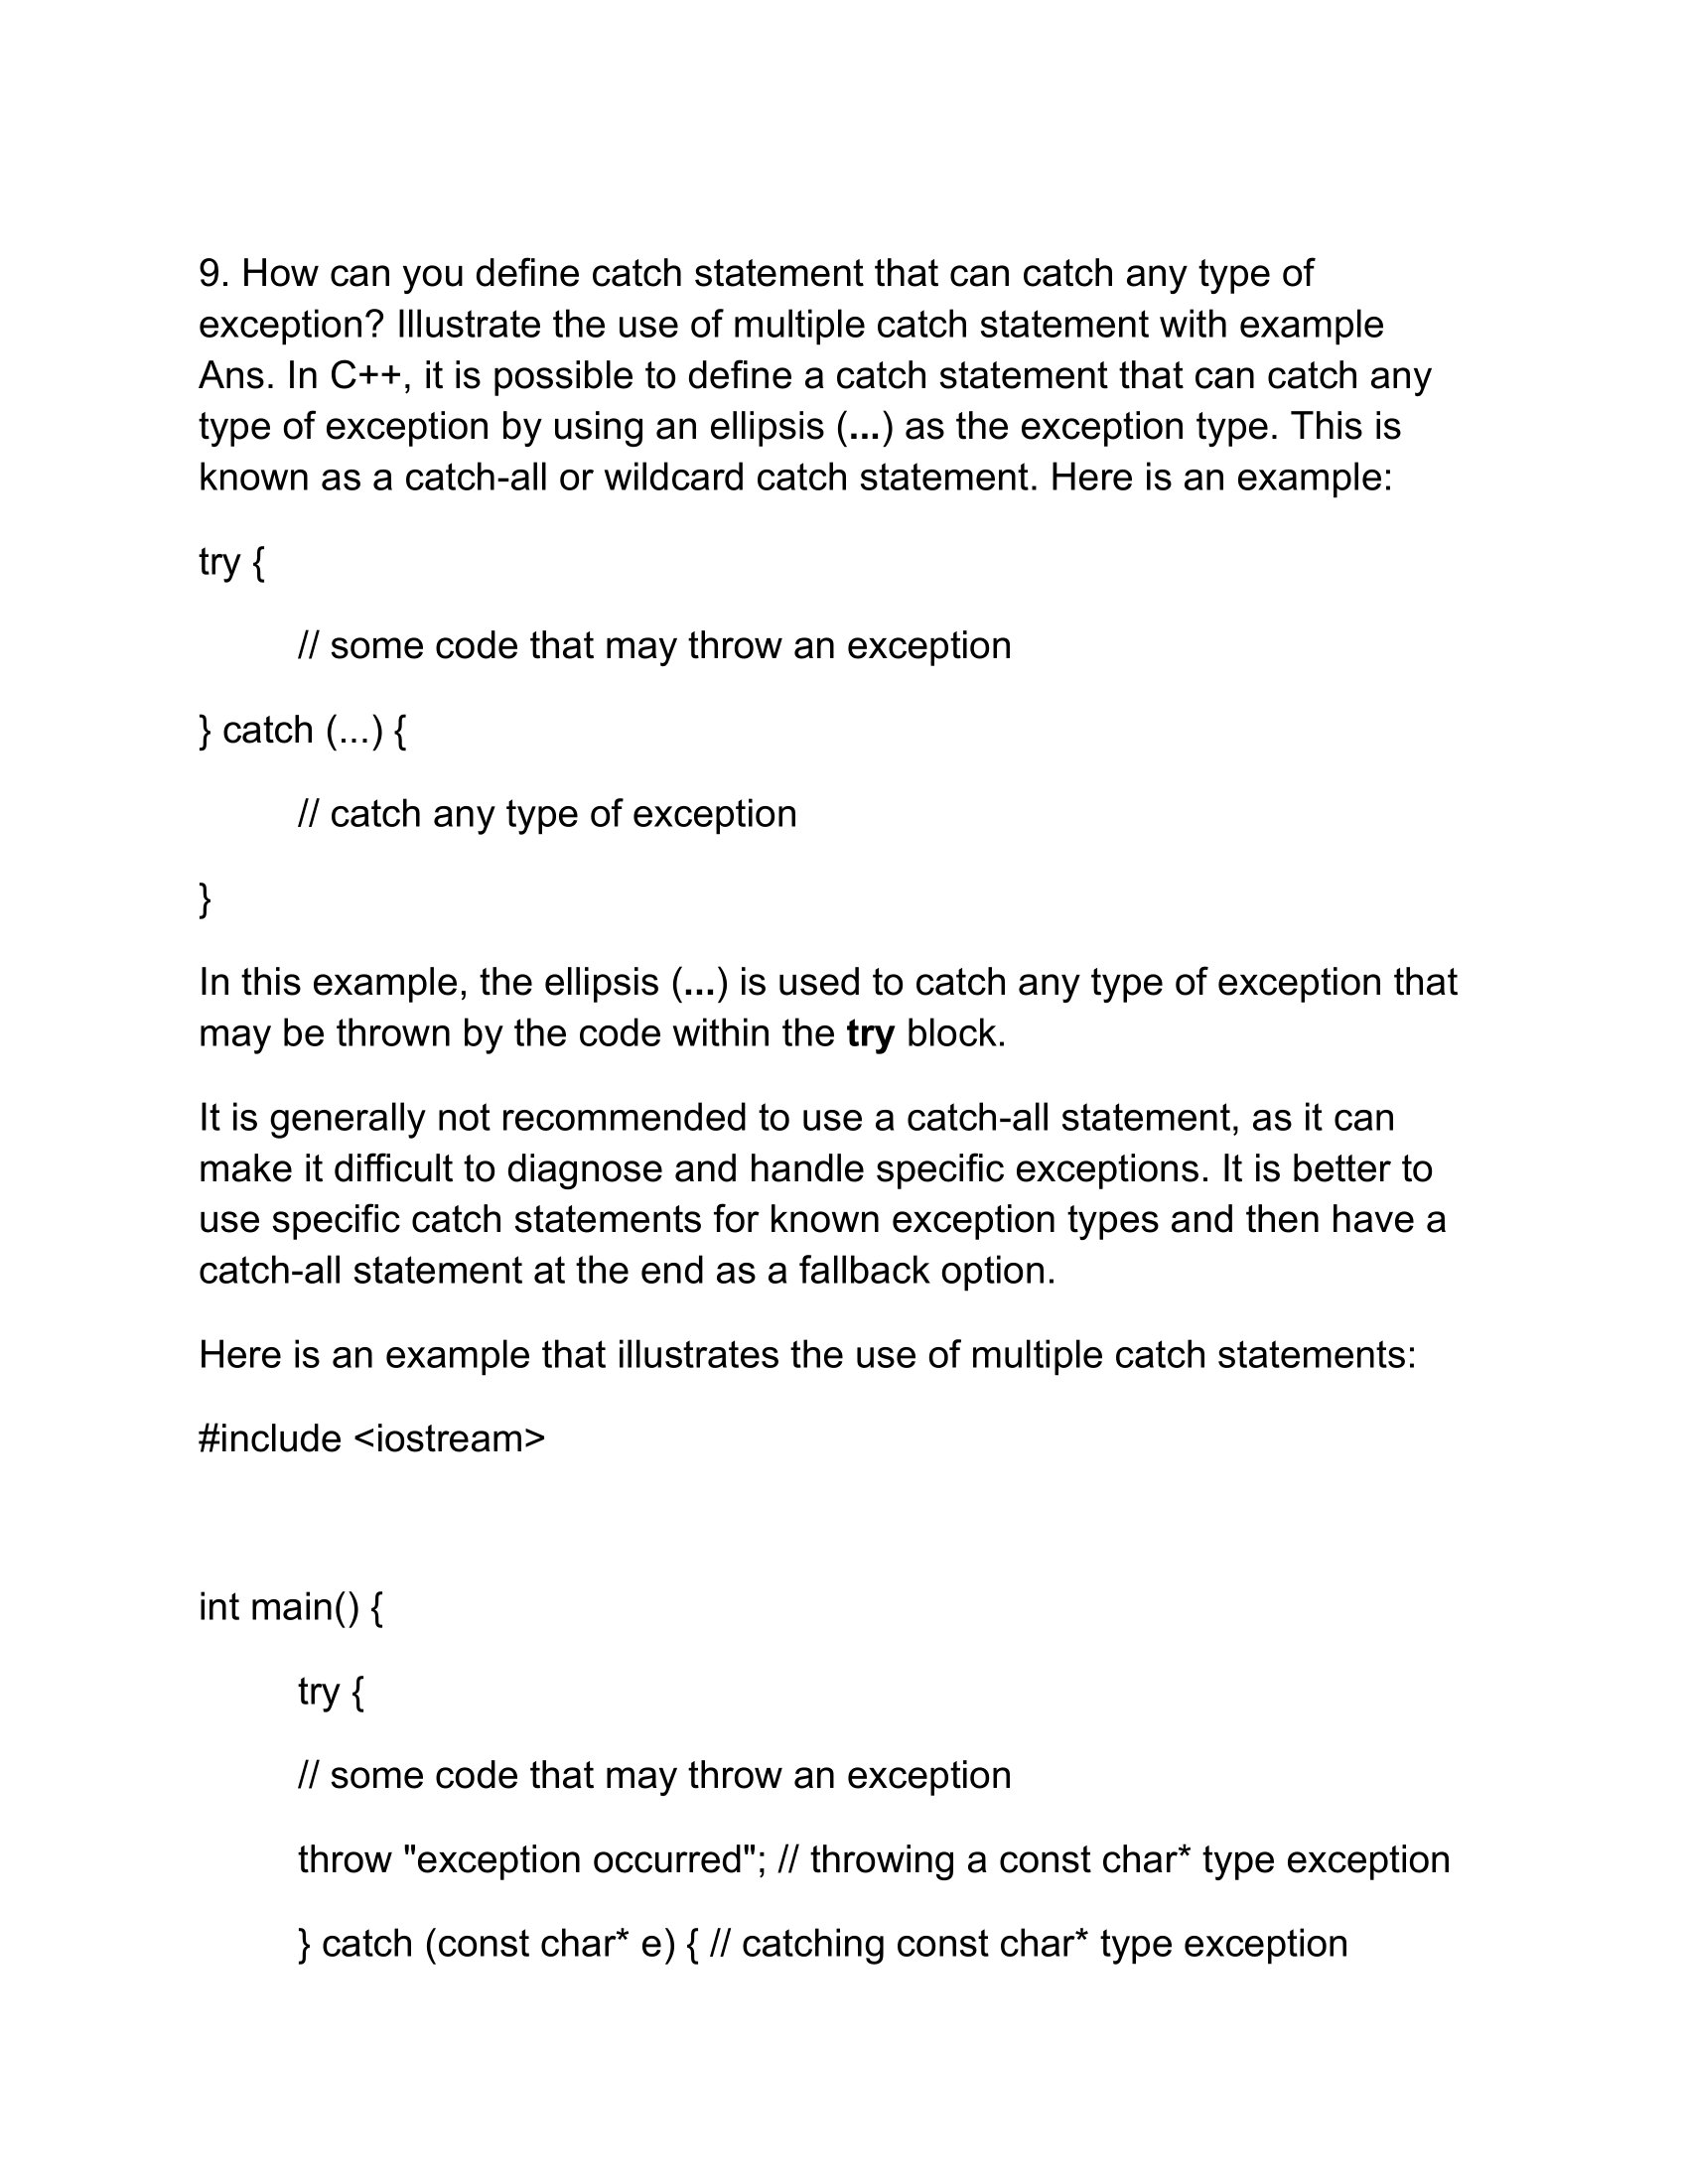 9. How can you define catch statement that can catch any type of
exception? Illustrate the use of multiple catch statement with example
Ans. In C++, it is possible to define a catch statement that can catch any
type of exception by using an ellipsis (...) as the exception type. This is
known as a catch-all or wildcard catch statement. Here is an example:
try {
// some code that may throw an exception
} catch (...) {
// catch any type of exception
}
In this example, the ellipsis (...) is used to catch any type of exception that
may be thrown by the code within the try block.
It is generally not recommended to use a catch-all statement, as it can
make it difficult to diagnose and handle specific exceptions. It is better to
use specific catch statements for known exception types and then have a
catch-all statement at the end as a fallback option.
Here is an example that illustrates the use of multiple catch statements:
#include <iostream>
int main() {
try {
// some code that may throw an exception
throw "exception occurred"; // throwing a const char* type exception
} catch (const char* e) { // catching const char* type exception